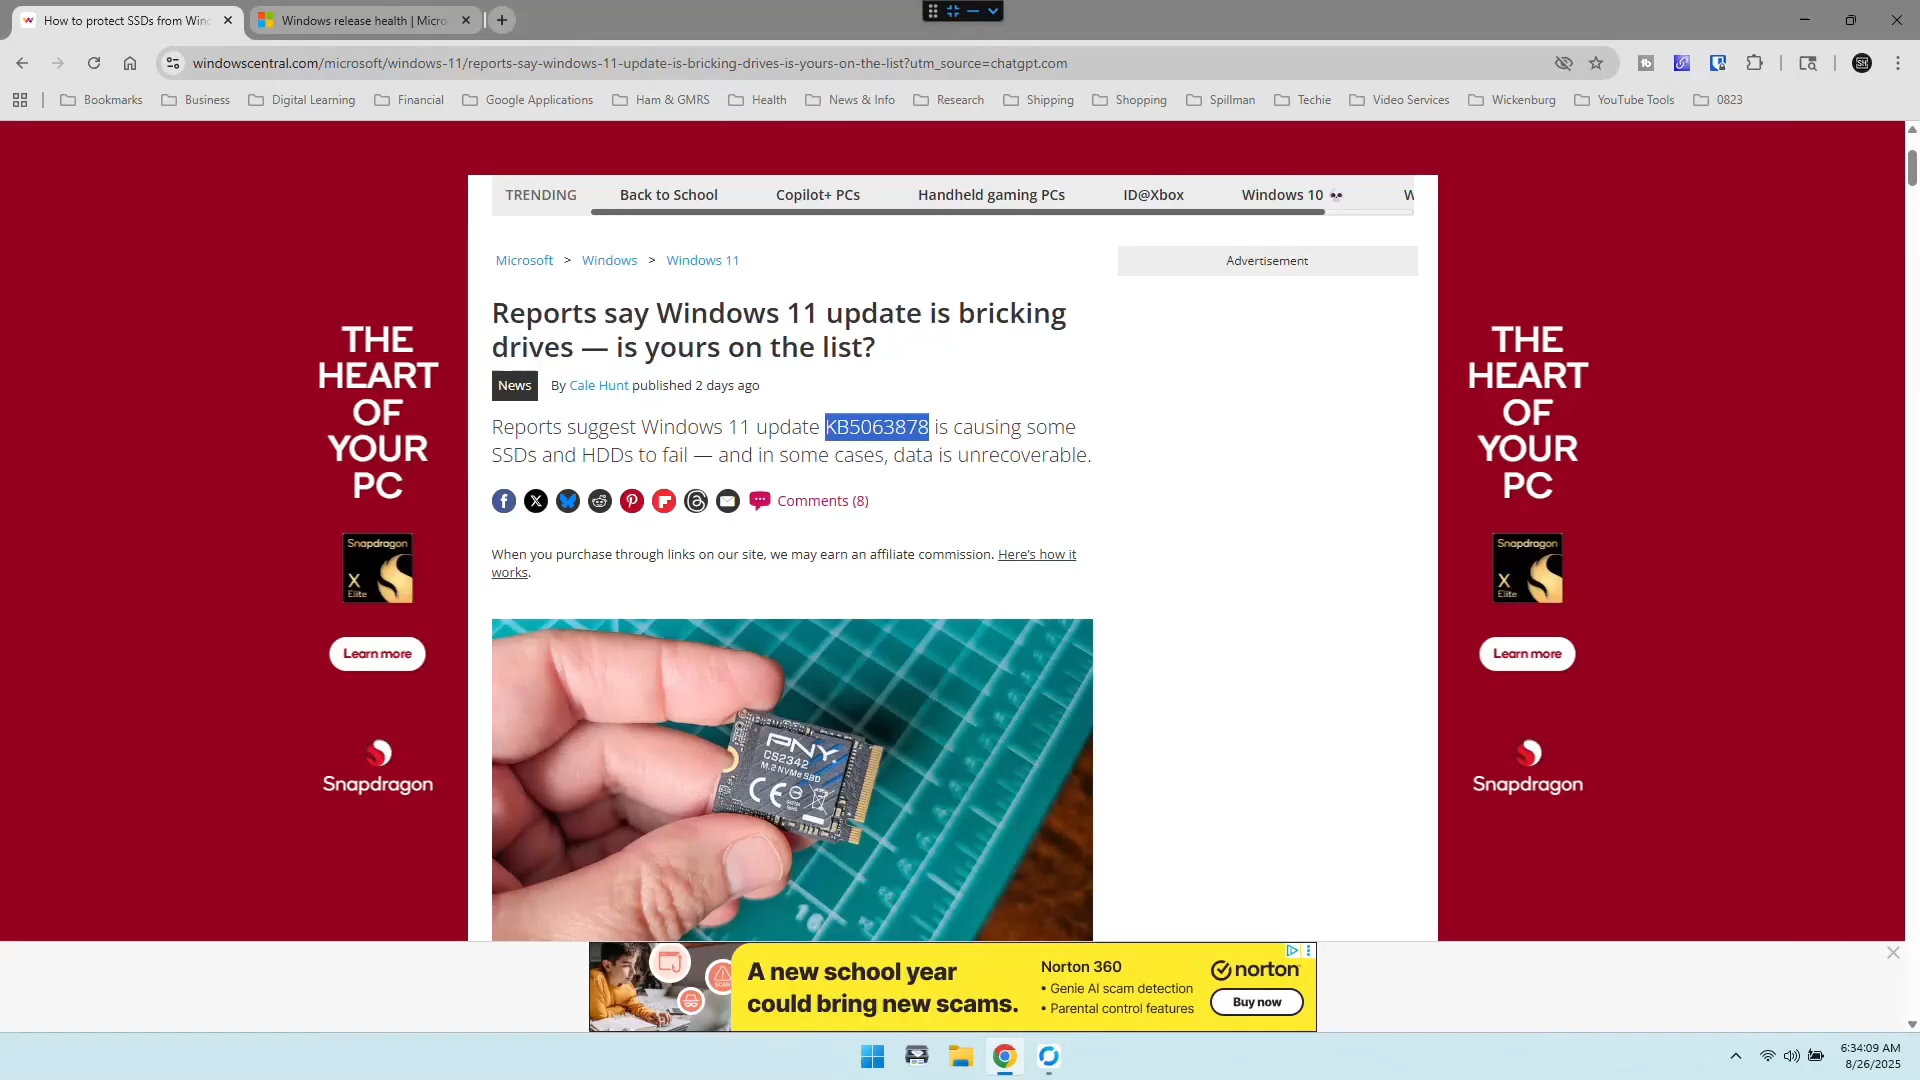 How to protect SSDs from Win
Windows release health | Micro
windowscentral.com/microsoft/windows-11/reports-say-windows-11-update-is-bricking-drives-is-yours-on-the-list?utm_source=chatgpt.com
Bookmarks Business Digital Learning Financial Google Applications Ham & GMRS Health News & Info Research Shipping Shopping Spillman Techie Video Services Wickenburg YouTube Tools 0823
TRENDING Back to School Copilot+ PCs Handheld gaming PCs ID@Xbox Windows 10 💀 W
Microsoft > Windows > Windows 11
Advertisement
Reports say Windows 11 update is bricking
drives — is yours on the list?
News By Cale Hunt published 2 days ago
Reports suggest Windows 11 update KB5063878 is causing some
SSDs and HDDs to fail — and in some cases, data is unrecoverable.
Comments (8)
When you purchase through links on our site, we may earn an affiliate commission. Here's how it
works.
PNY
CS2342
M.2 NVMe SSD
THE
HEART
OF
YOUR
PC
Snapdragon
X
Elite
Learn more
Snapdragon
THE
HEART
OF
YOUR
PC
Snapdragon
X
Elite
Learn more
Snapdragon
A new school year
could bring new scams.
Norton 360
• Genie AI scam detection
• Parental control features
norton
Buy now
6:34:09 AM
8/26/2025